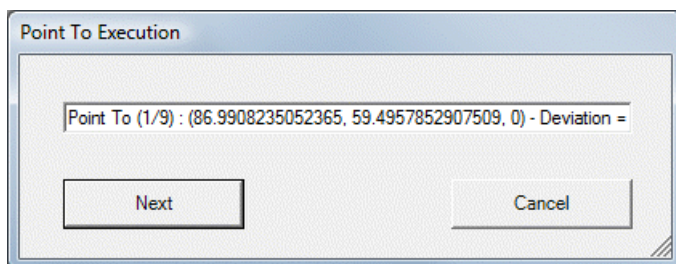 Point To Execution
Point To (1/9) : (86.9908235052365, 59.4957852907509, 0) - Deviation =
Next
Cancel